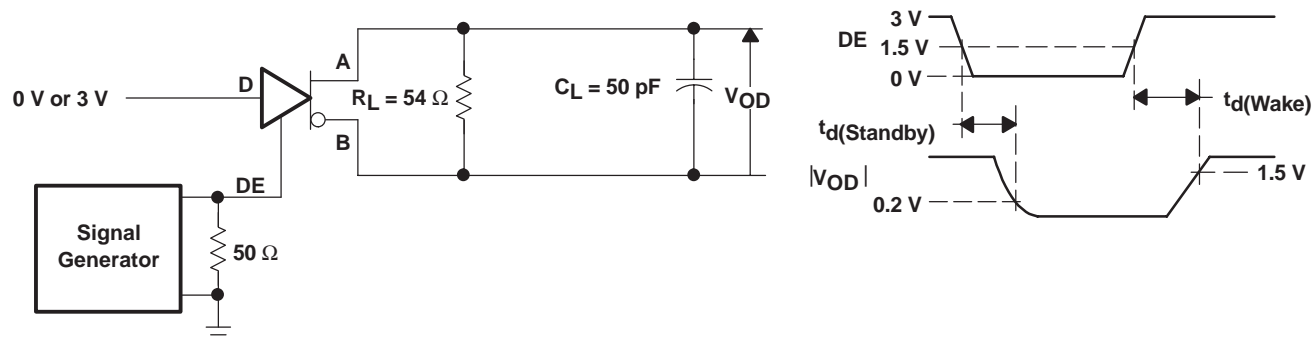 0 V or 3 V
D
A
B
DE
R_L = 54 Ω
C_L = 50 pF
V_OD
Signal
Generator
50 Ω
3 V
DE 1.5 V
0 V
t_d(Standby)
t_d(Wake)
|V_OD|
0.2 V
1.5 V